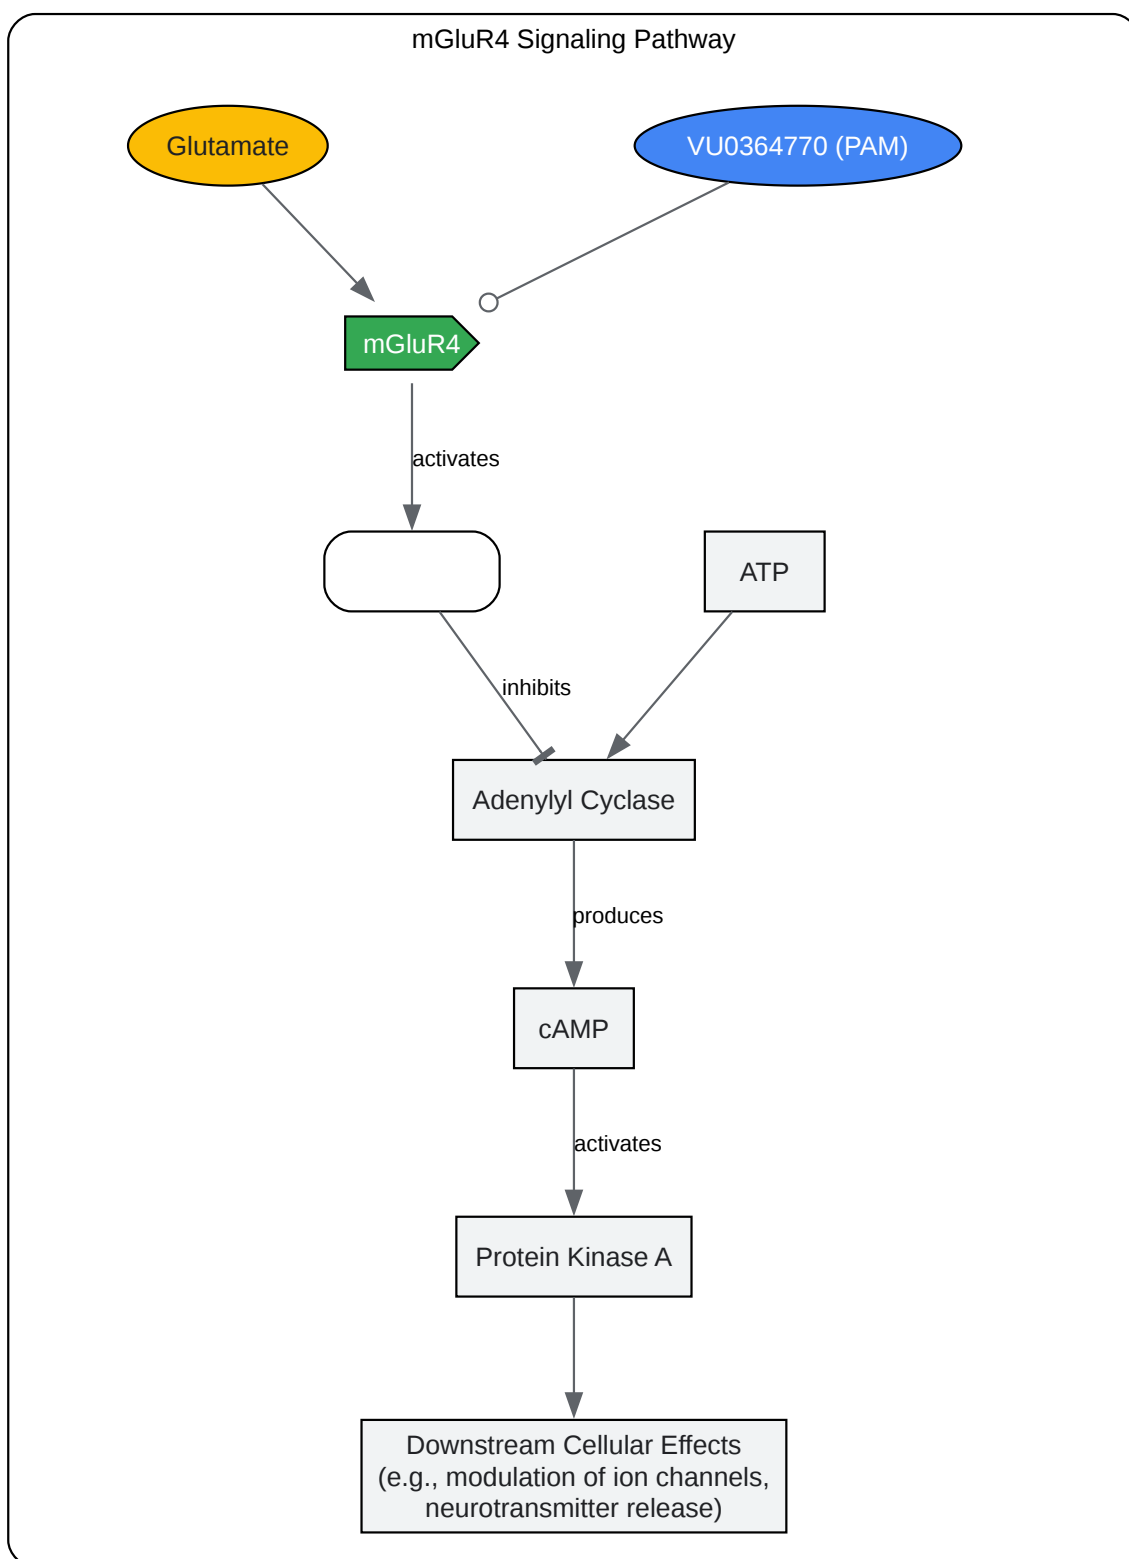 mGluR4 Signaling Pathway
Glutamate
VU0364770 (PAM)
mGluR4
activates
ATP
inhibits
Adenylyl Cyclase
produces
cAMP
activates
Protein Kinase A
Downstream Cellular Effects
(e.g., modulation of ion channels,
neurotransmitter release)